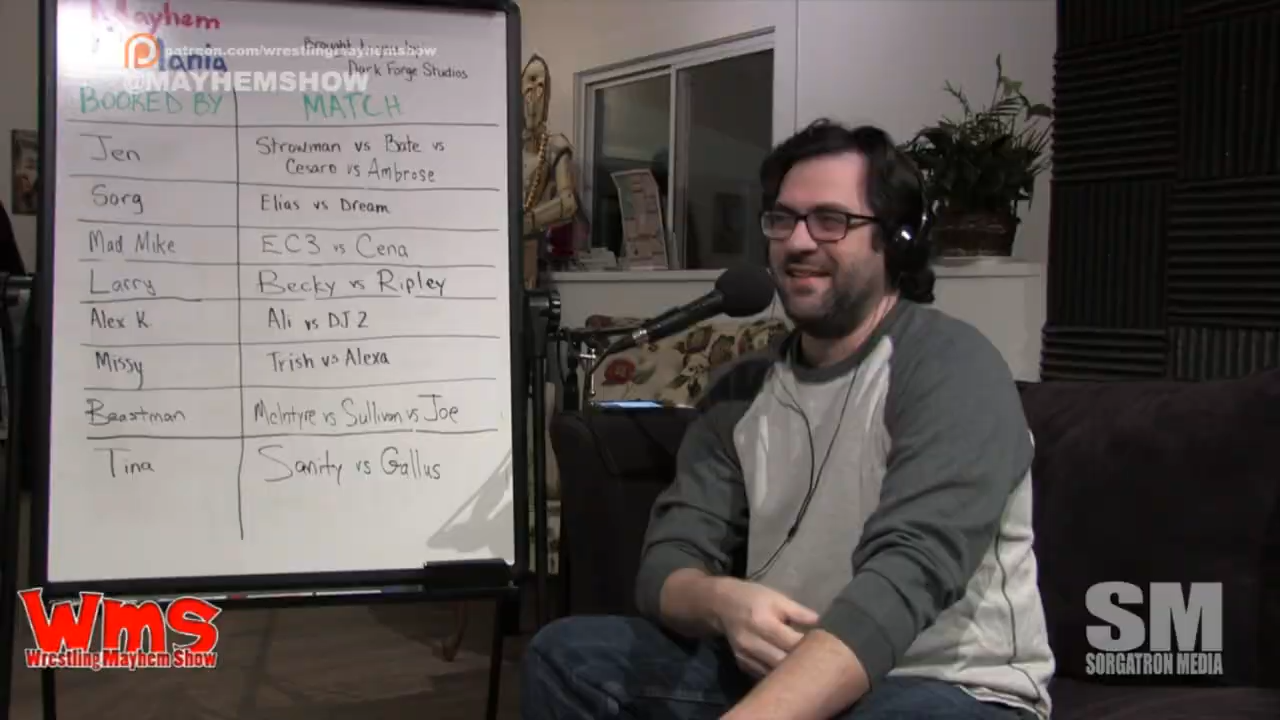 Mayhem
Mania
patreon.com/wrestlingmayhemshow
@MAYHEMSHOW
Dark Forge Studios
BOOKED BY MATCH
Jen Strowman vs Bate vs
Cesaro vs Ambrose
Sorg Elias vs Dream
Mad Mike EC3 vs Cena
Larry Becky vs Ripley
Alex K Ali vs DJZ
Missy Trish vs Alexa
Beastman McIntyre vs Sullivan vs Joe
Tina Sanity vs Gallus
WMS
Wrestling Mayhem Show
SM
SORGATRON MEDIA